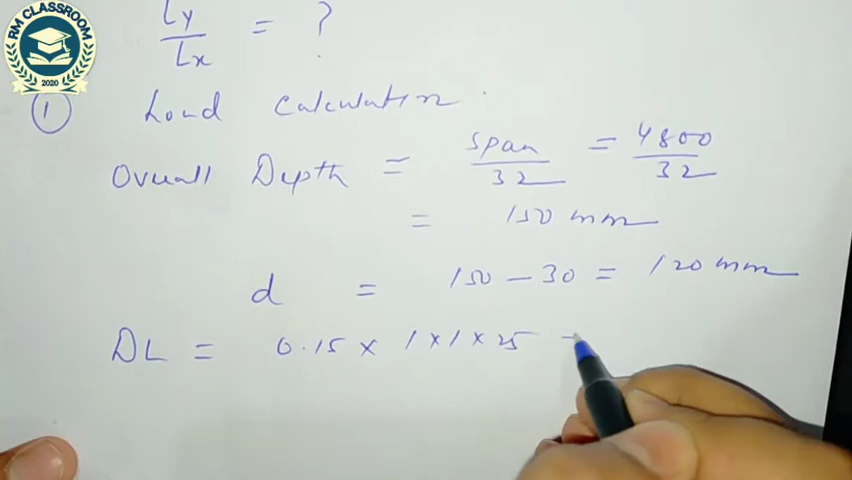 RM CLASSROOM
2020
Ly
Lx = ?
1 Load Calculation.
Overall Depth = span / 32 = 4800 / 32
= 150 mm
d = 150 - 30 = 120 mm
DL = 0.15 x 1 x 1 x 25